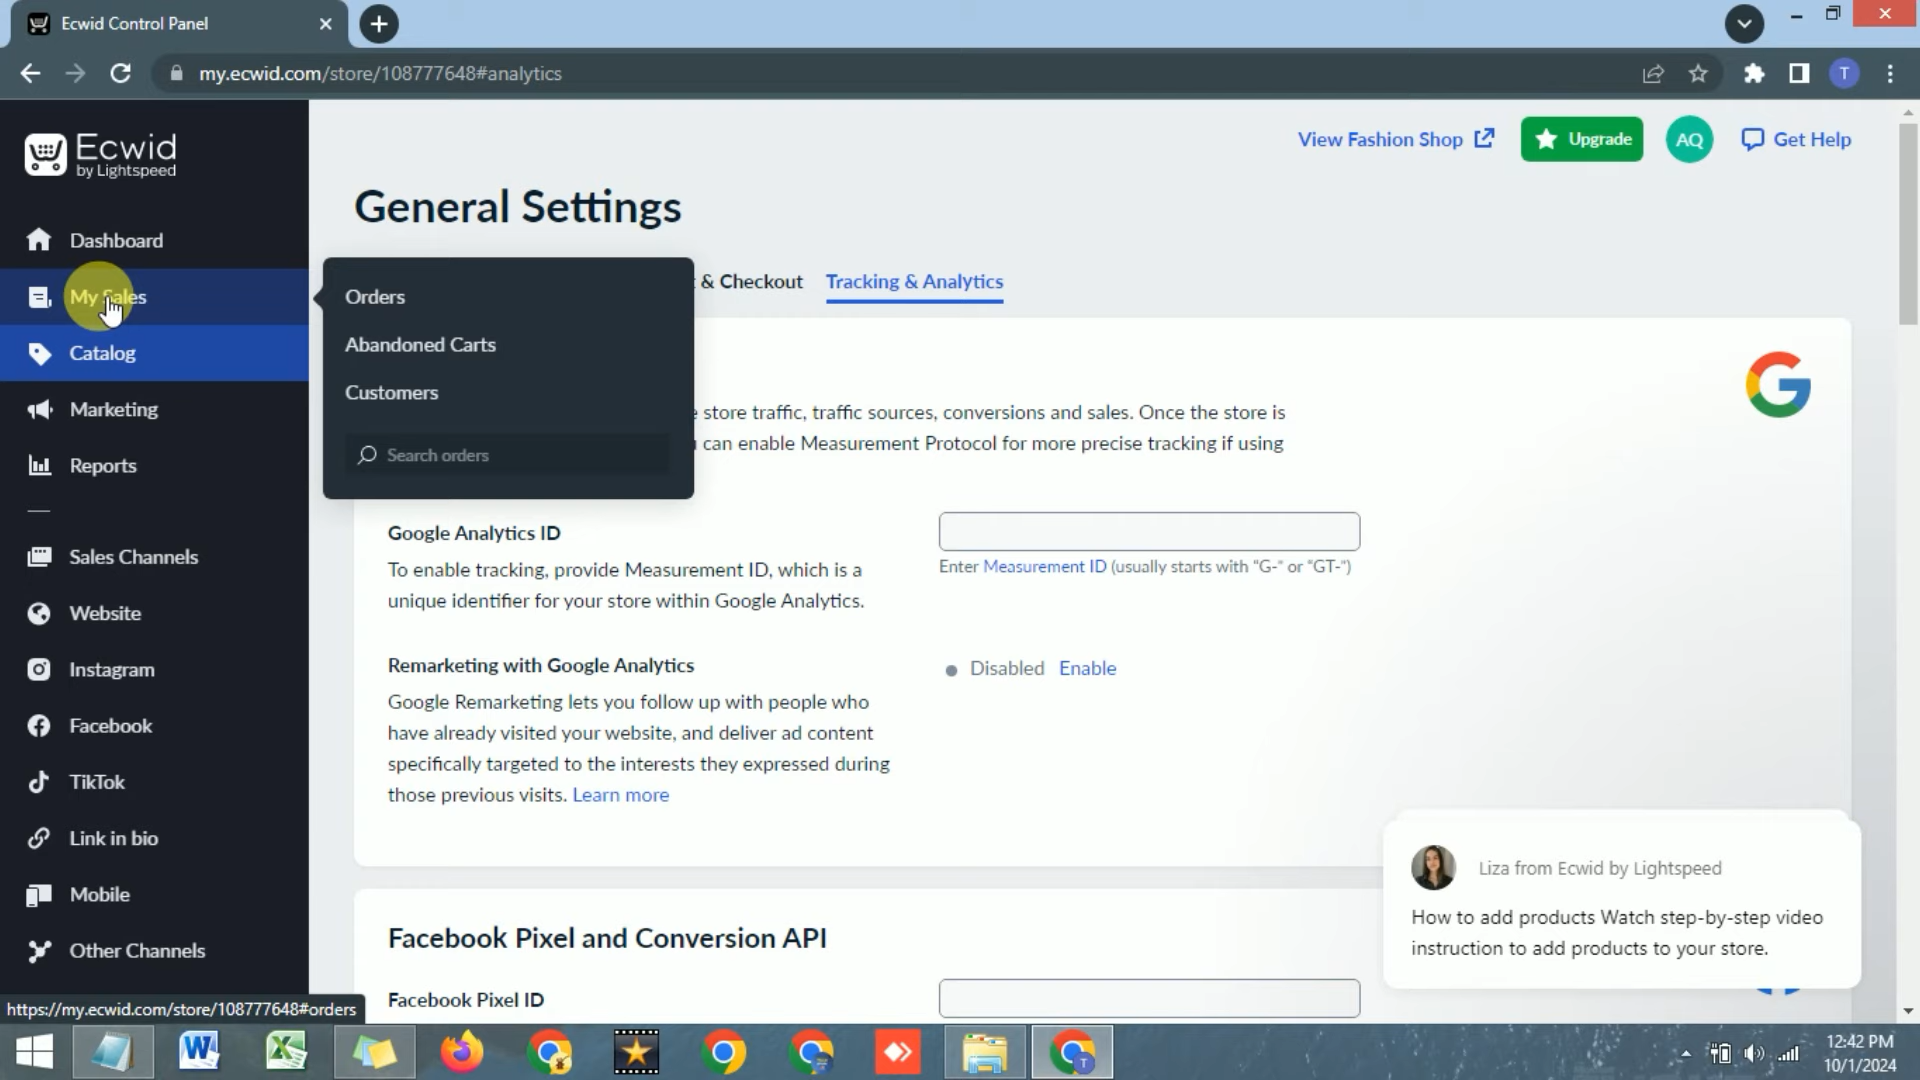 Ecwid Control Panel
my.ecwid.com/store/108777648#analytics
Ecwid
by Lightspeed
View Fashion Shop
Upgrade
AQ
Get Help
General Settings
Dashboard
My Sales
Catalog
Marketing
Reports
Sales Channels
Website
Instagram
Facebook
TikTok
Link in bio
Mobile
Other Channels
Orders
Abandoned Carts
Customers
Search orders
& Checkout
Tracking & Analytics
store traffic, traffic sources, conversions and sales. Once the store is
can enable Measurement Protocol for more precise tracking if using
Google Analytics ID
To enable tracking, provide Measurement ID, which is a
unique identifier for your store within Google Analytics.
Enter Measurement ID (usually starts with "G-" or "GT-")
Remarketing with Google Analytics
Disabled Enable
Google Remarketing lets you follow up with people who
have already visited your website, and deliver ad content
specifically targeted to the interests they expressed during
those previous visits. Learn more
Facebook Pixel and Conversion API
Facebook Pixel ID
Liza from Ecwid by Lightspeed
How to add products Watch step-by-step video
instruction to add products to your store.
https://my.ecwid.com/store/108777648#orders
T
12:42 PM
10/1/2024